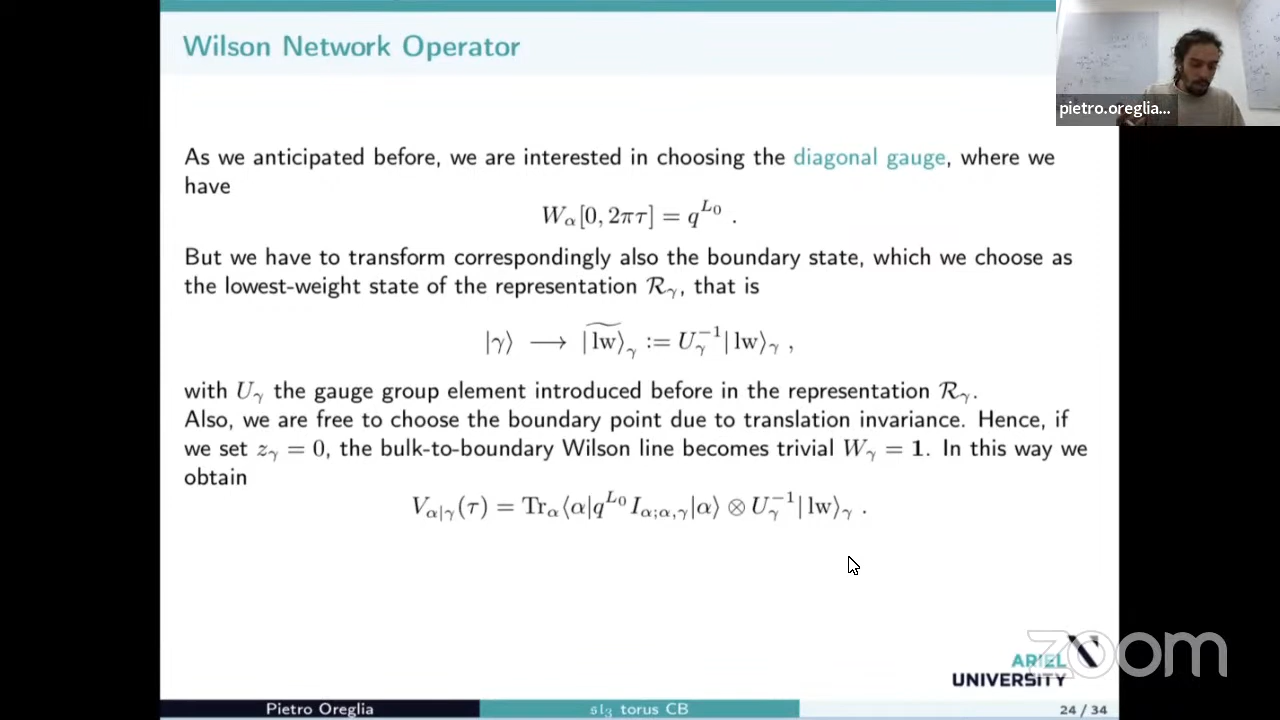 Wilson Network Operator
pietro.oreglia...
As we anticipated before, we are interested in choosing the diagonal gauge, where we
have
W_α[0, 2πτ] = q^{L_0} .
But we have to transform correspondingly also the boundary state, which we choose as
the lowest-weight state of the representation R_γ, that is
|γ⟩ ⟶ |\widetilde{lw}⟩_γ := U_γ^{-1}|lw⟩_γ ,
with U_γ the gauge group element introduced before in the representation R_γ.
Also, we are free to choose the boundary point due to translation invariance. Hence, if
we set z_γ = 0, the bulk-to-boundary Wilson line becomes trivial W_γ = 1. In this way we
obtain
V_{α|γ}(τ) = Tr_α⟨α|q^{L_0} I_{α;α,γ}|α⟩ ⊗ U_γ^{-1}|lw⟩_γ .
zoom
ARIEL
UNIVERSITY
Pietro Oreglia
sl_3 torus CB
24 / 34